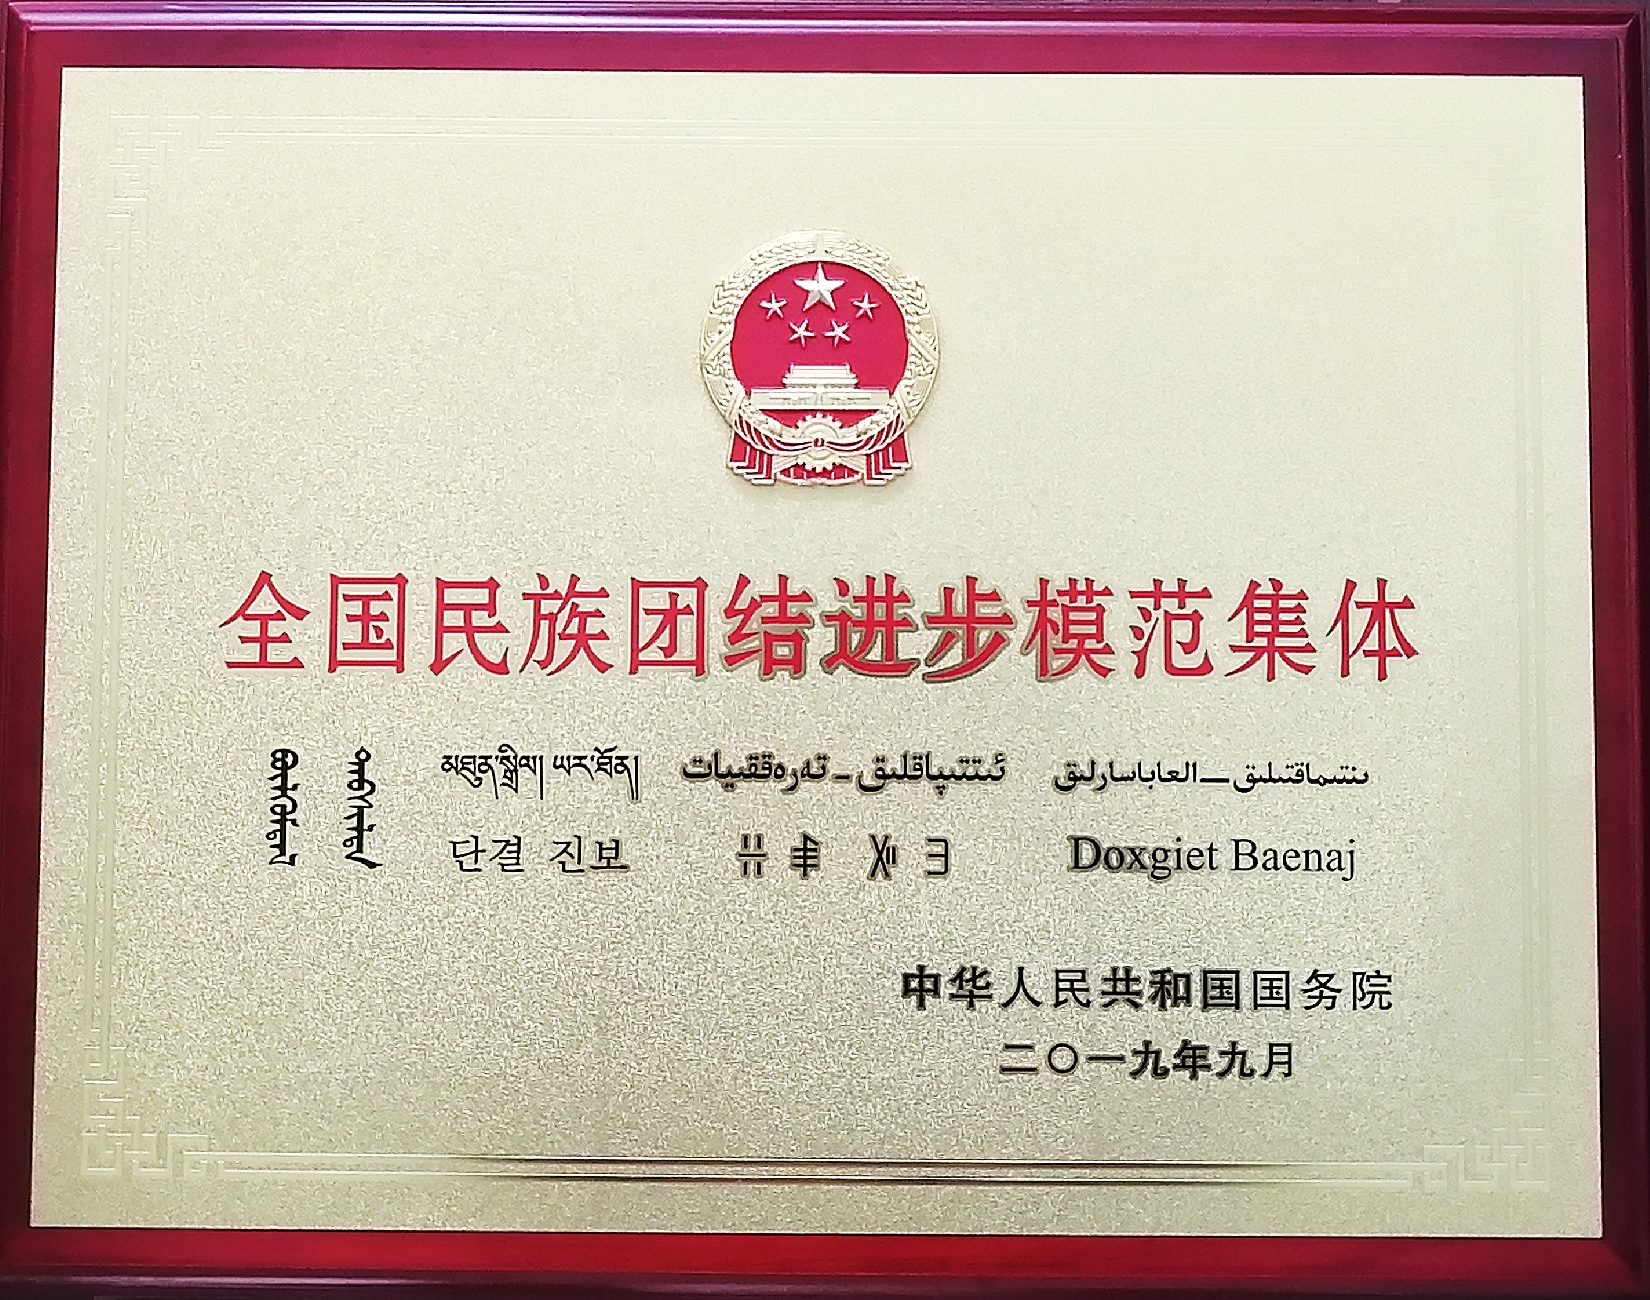 全国民族团结进步模范集体
མཐུན་སྒྲིལ། ཡར་ཐོན། ئىتتىپاقلىق - تەرەققىيات ىنتىماقتىلىق — العاباسارلىق
단결 진보 Doxgiet Baenaj
中华人民共和国国务院
二〇一九年九月